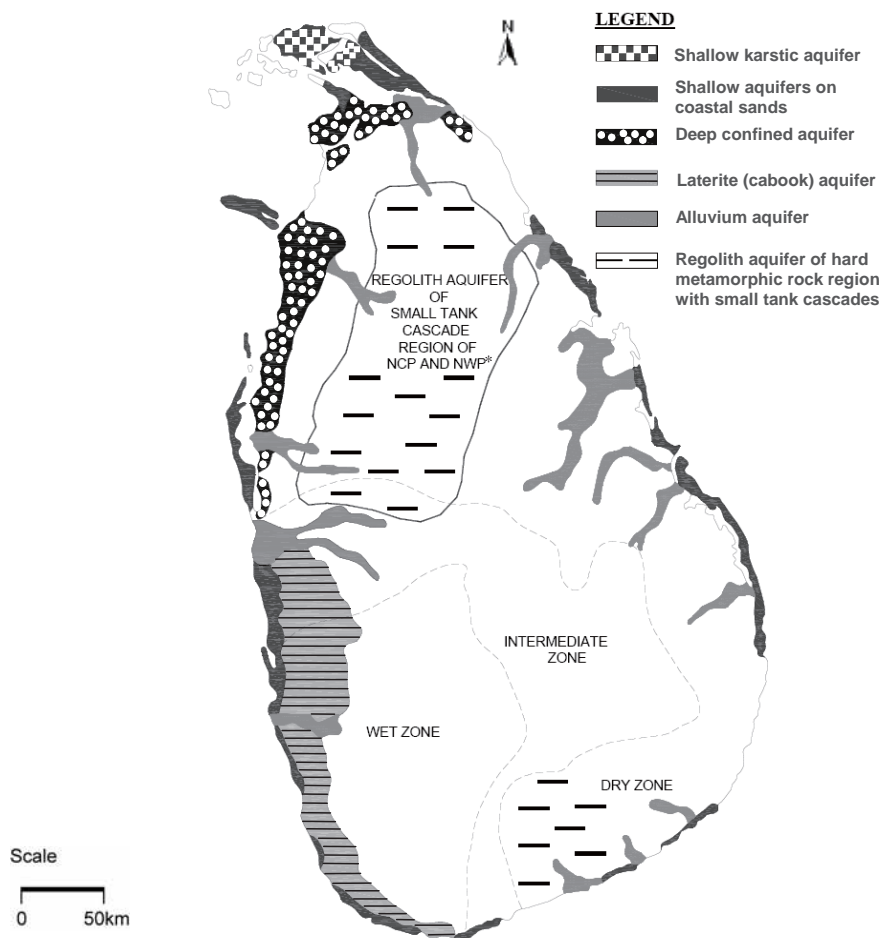 N
LEGEND
Shallow karstic aquifer
Shallow aquifers on
coastal sands
Deep confined aquifer
Laterite (cabook) aquifer
Alluvium aquifer
Regolith aquifer of hard
metamorphic rock region
with small tank cascades
REGOLITH AQUIFER
OF
SMALL TANK
CASCADE
REGION OF
NCP AND NWP*
INTERMEDIATE
ZONE
WET ZONE
DRY ZONE
Scale
0 50km